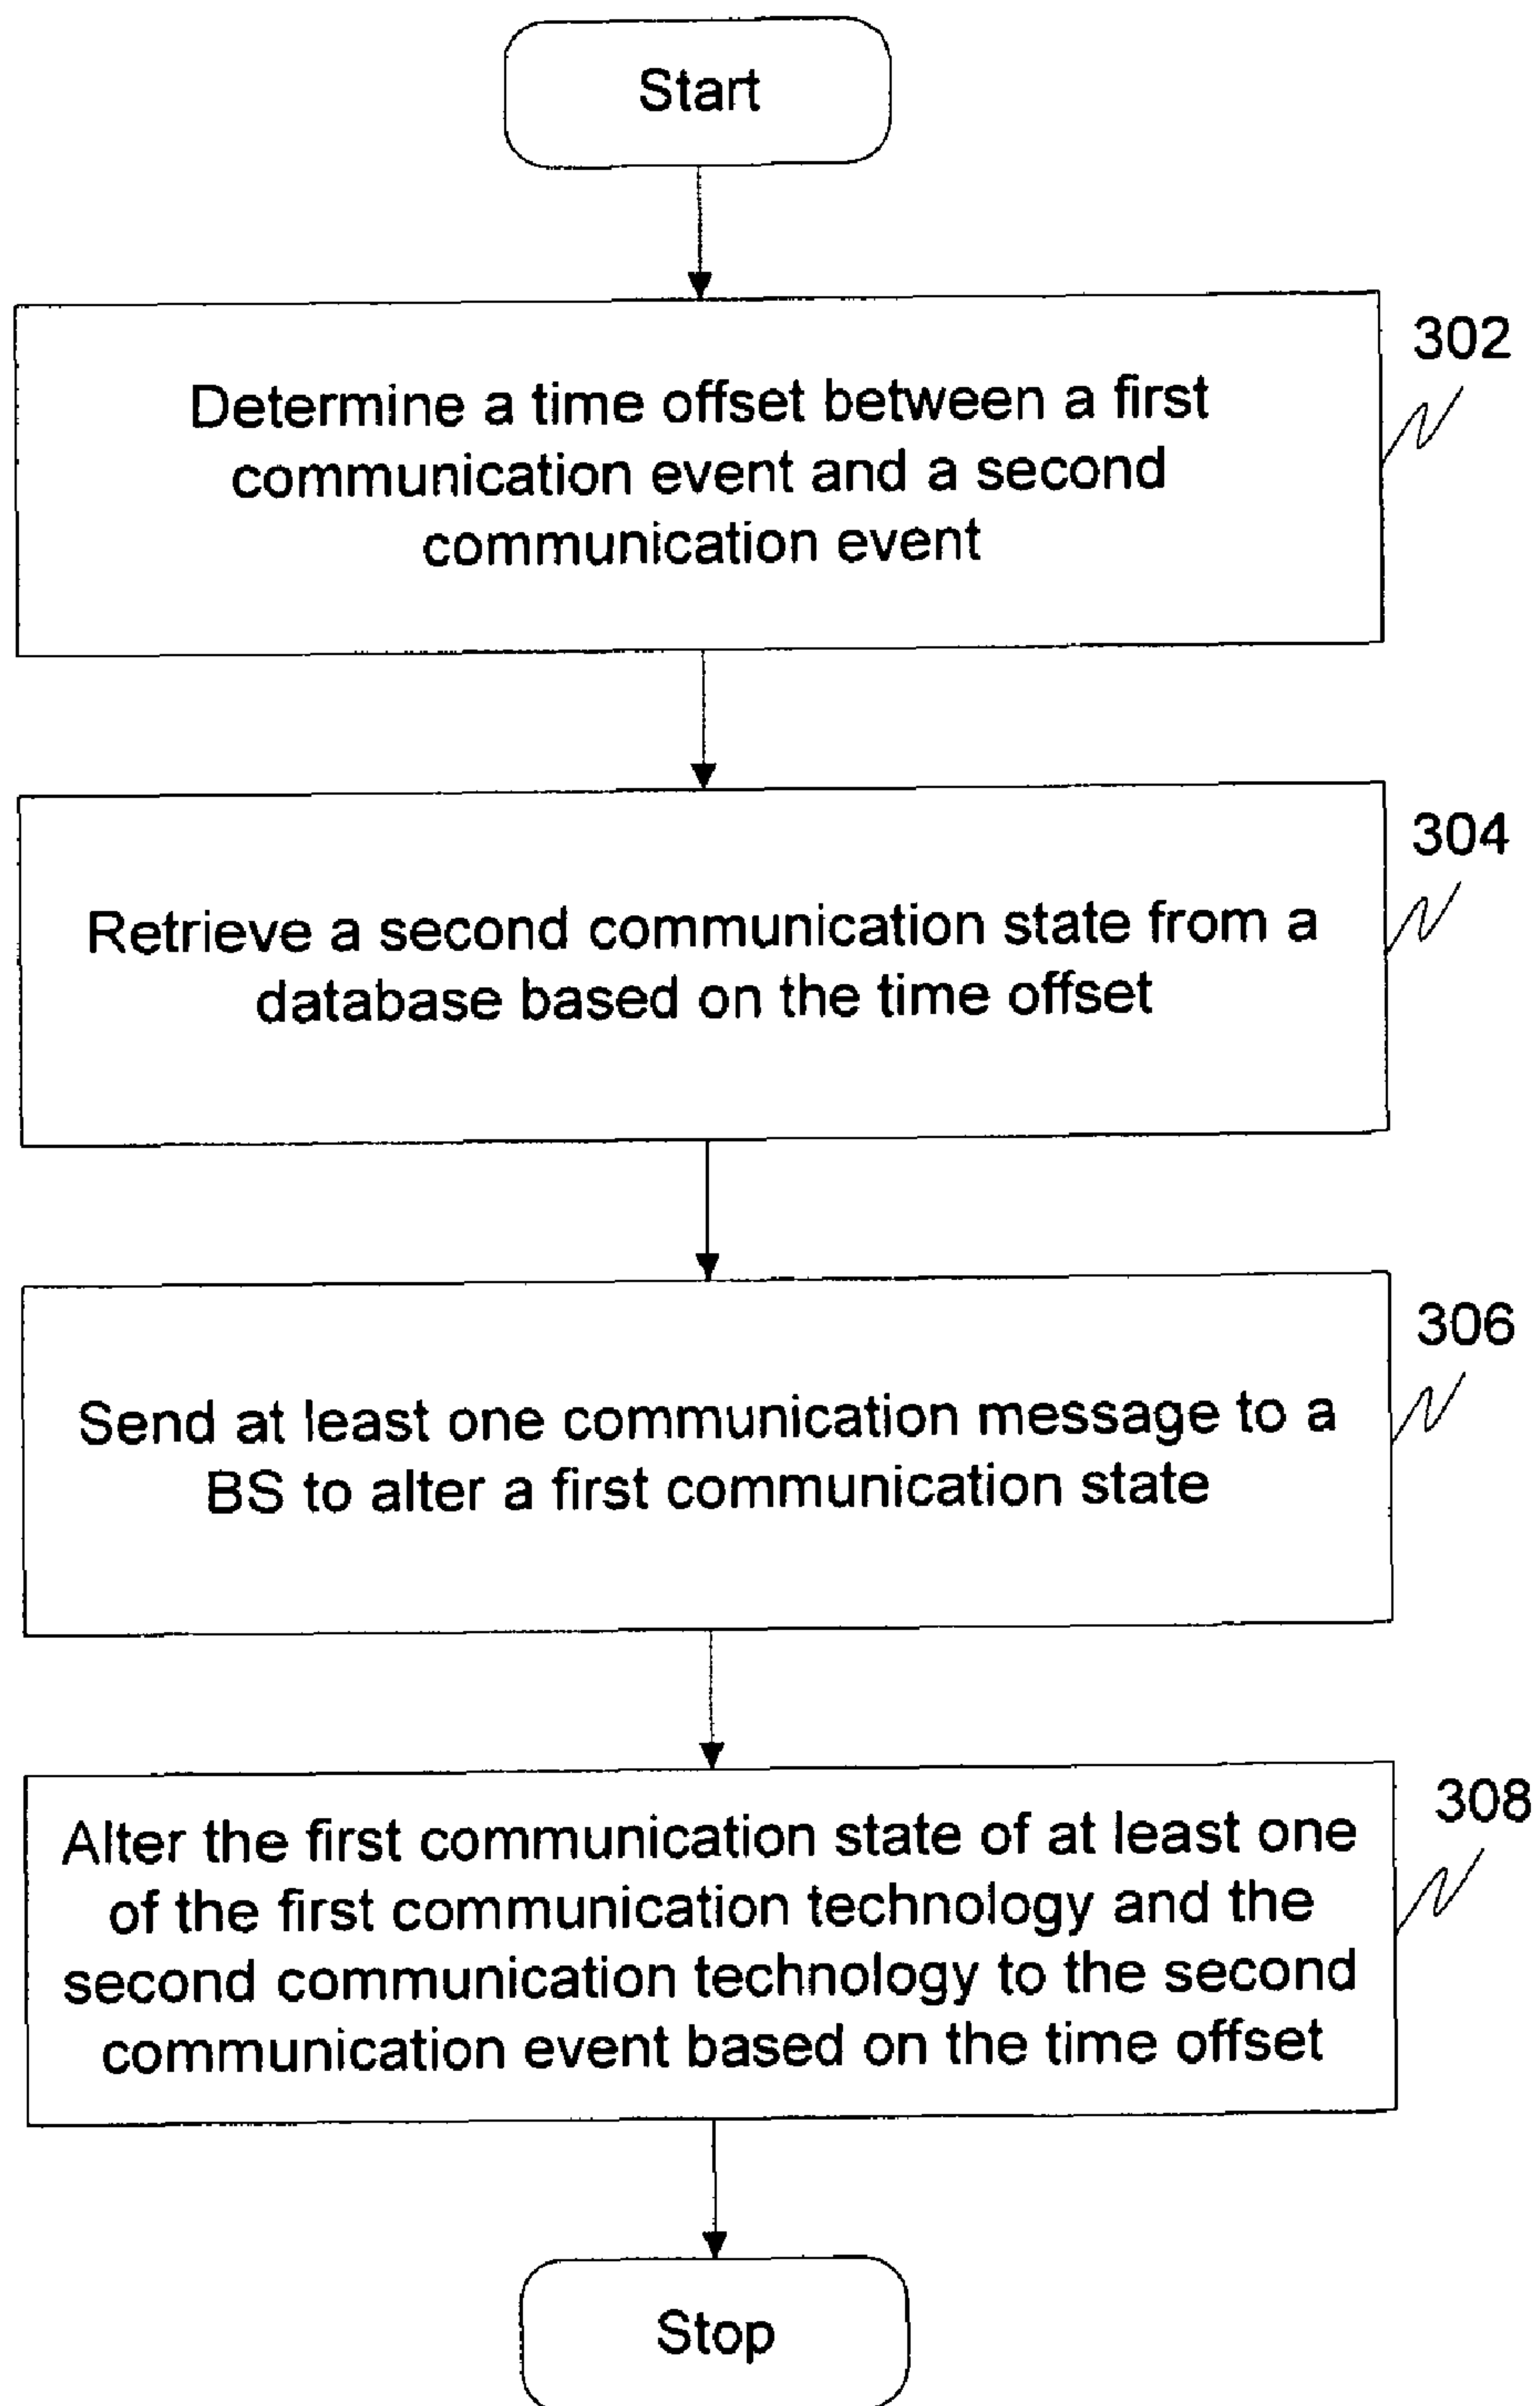 Start
302
Determine a time offset between a first
communication event and a second
communication event
304
Retrieve a second communication state from a
database based on the time offset
306
Send at least one communication message to a
BS to alter a first communication state
308
Alter the first communication state of at least one
of the first communication technology and the
second communication technology to the second
communication event based on the time offset
Stop